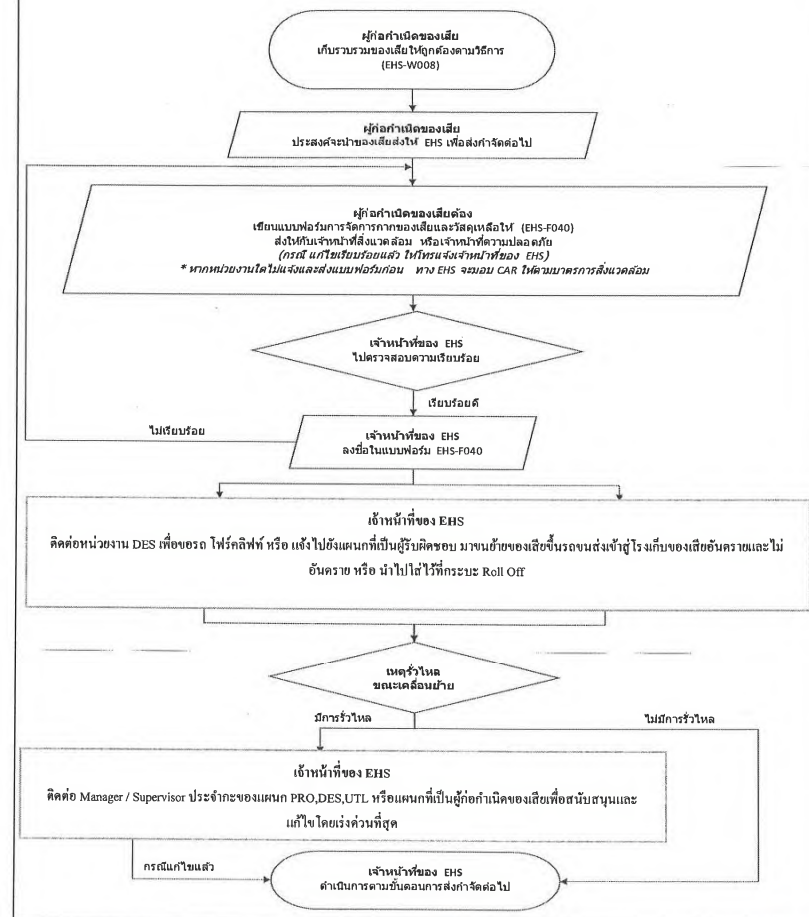 ผู้ก่อกำเนิดของเสีย
เก็บรวบรวมของเสียให้ถูกต้องตามวิธีการ
(EHS-W008)
ผู้ก่อกำเนิดของเสีย
ประสงค์จะนำของเสียส่งให้ EHS เพื่อส่งกำจัดต่อไป
ผู้ก่อกำเนิดของเสียต้อง
เขียนแบบฟอร์มการจัดการกากของเสียและวัสดุเหลือให้ (EHS-F040)
ส่งให้กับเจ้าหน้าที่สิ่งแวดล้อม หรือเจ้าหน้าที่ความปลอดภัย
(กรณี แก้ไขเรียบร้อยแล้ว ให้โทรแจ้งเจ้าหน้าที่ของ EHS)
* หากหน่วยงานใดไม่แจ้งและส่งแบบฟอร์มก่อน ทาง EHS จะมอบ CAR ให้ตามมาตรการสิ่งแวดล้อม
เจ้าหน้าที่ของ EHS
ไปตรวจสอบความเรียบร้อย
เรียบร้อยดี
ไม่เรียบร้อย
เจ้าหน้าที่ของ EHS
ลงชื่อในแบบฟอร์ม EHS-F040
เจ้าหน้าที่ของ EHS
ติดต่อหน่วยงาน DES เพื่อขอรถ โฟร์คลิฟท์ หรือ แจ้งไปยังแผนกที่เป็นผู้รับผิดชอบ มาขนย้ายของเสียขึ้นรถขนส่งเข้าสู่โรงเก็บของเสียอันตรายและไม่
อันตราย หรือ นำไปใส่ไว้ที่กระบะ Roll Off
เหตุรั่วไหล
ขณะเคลื่อนย้าย
มีการรั่วไหล
ไม่มีการรั่วไหล
เจ้าหน้าที่ของ EHS
ติดต่อ Manager / Supervisor ประจำกะของแผนก PRO,DES,UTL หรือแผนกที่เป็นผู้ก่อกำเนิดของเสียเพื่อสนับสนุนและ
แก้ไขโดยเร่งด่วนที่สุด
กรณีแก้ไขแล้ว
เจ้าหน้าที่ของ EHS
ดำเนินการตามขั้นตอนการส่งกำจัดต่อไป